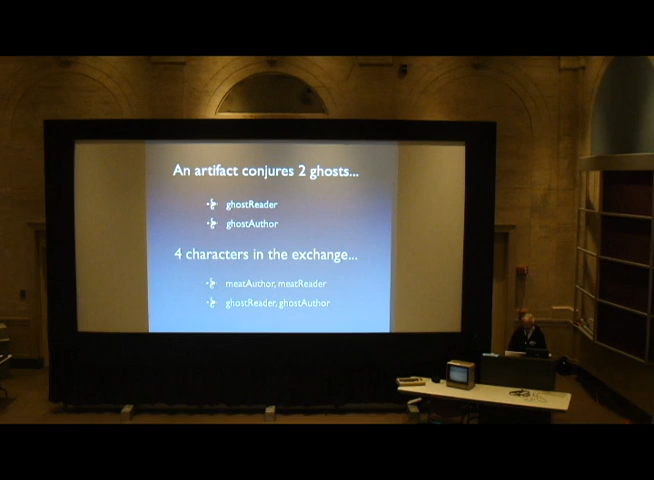 An artifact conjures 2 ghosts...
ghostReader
ghostAuthor
4 characters in the exchange...
meatAuthor, meatReader
ghostReader, ghostAuthor